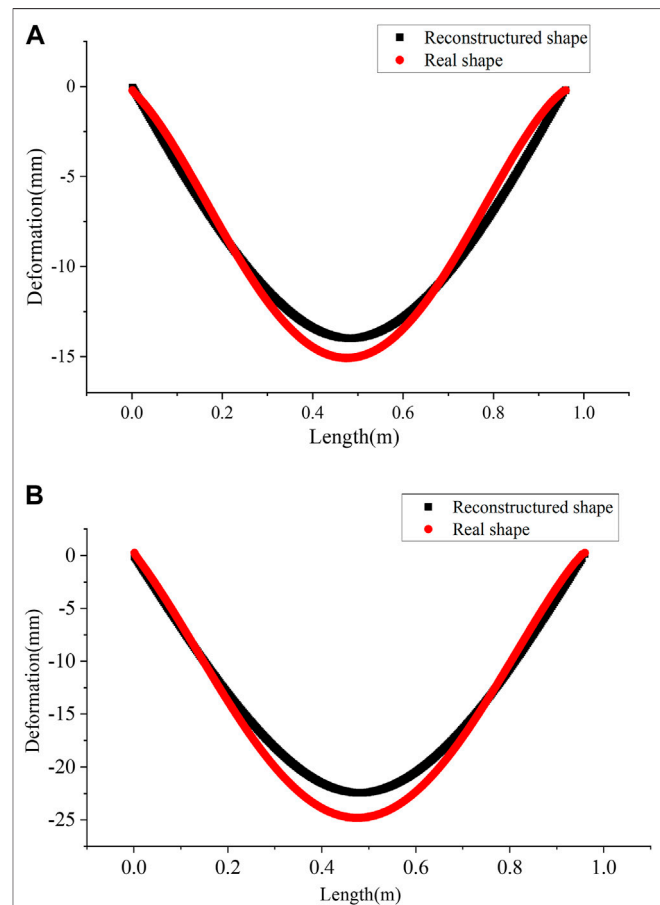 A
Reconstructured shape
Real shape
0
-5
-10
-15
Deformation(mm)
0.0 0.2 0.4 0.6 0.8 1.0
Length(m)
B
Reconstructured shape
Real shape
0
-5
-10
-15
-20
-25
Deformation(mm)
0.0 0.2 0.4 0.6 0.8 1.0
Length(m)